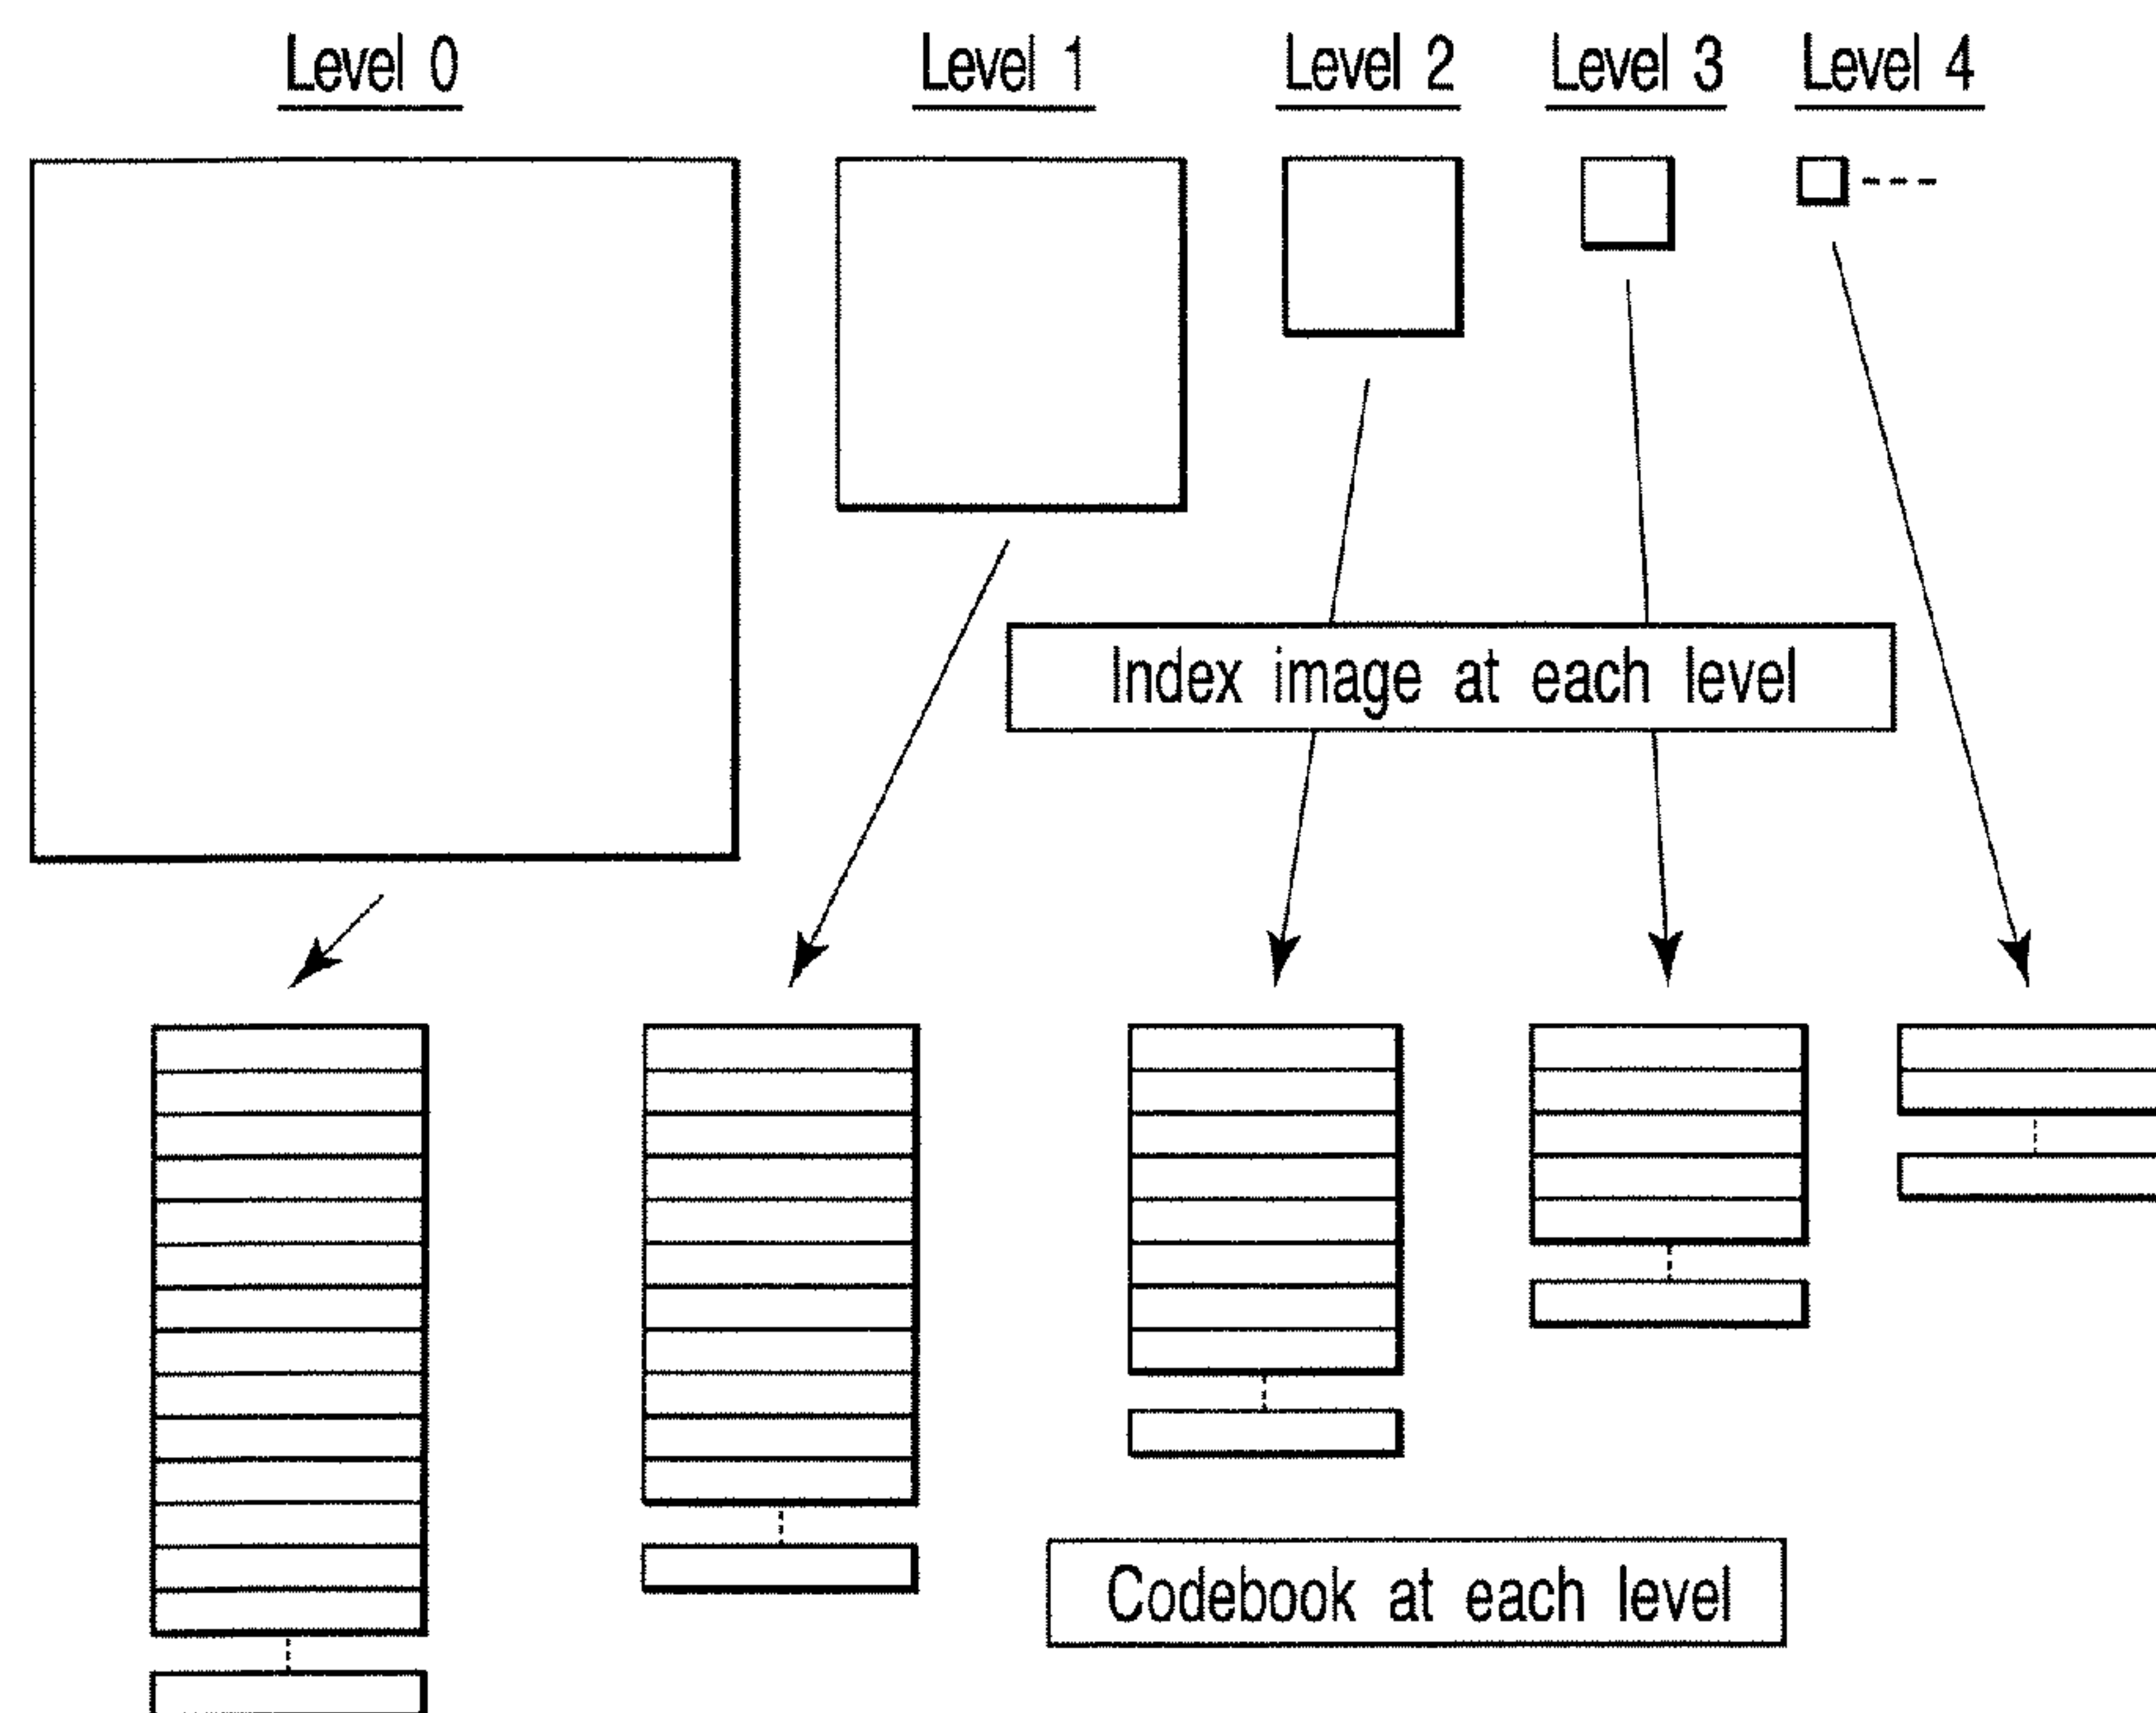 Level 0
Level 1
Level 2
Level 3
Level 4
Index image at each level
Codebook at each level